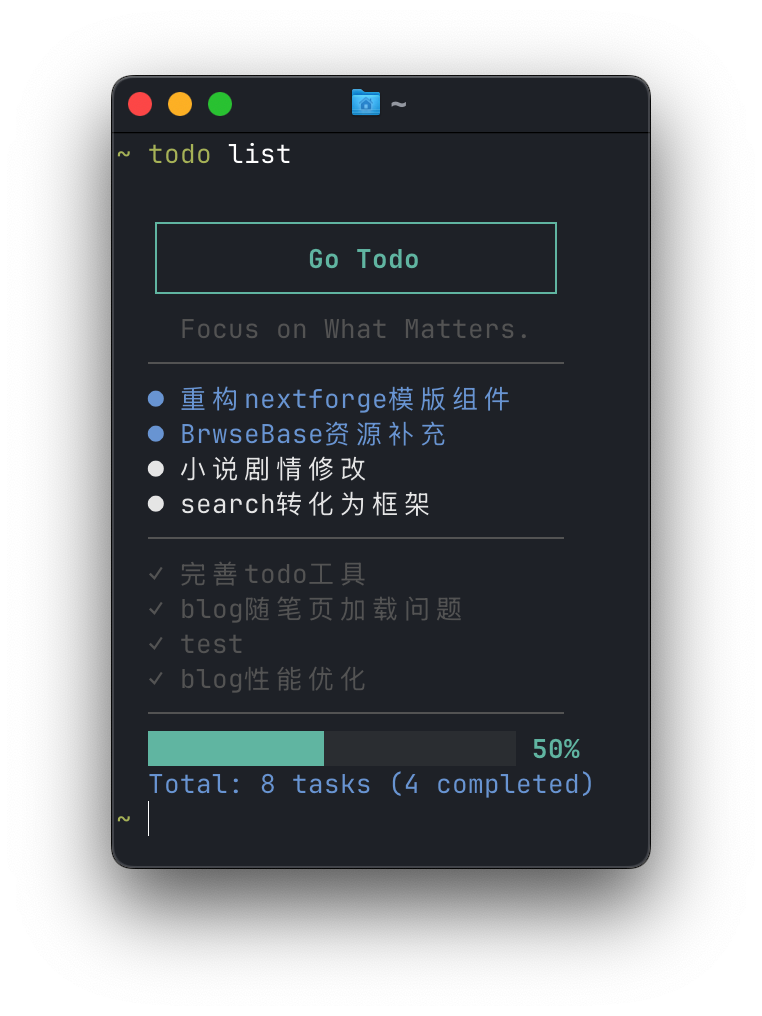 ~
~ todo list
Go Todo
Focus on What Matters.
● 重构nextforge模版组件
● BrwseBase资源补充
● 小说剧情修改
● search转化为框架
✓ 完善todo工具
✓ blog随笔页加载问题
✓ test
✓ blog性能优化
50%
Total: 8 tasks (4 completed)
~